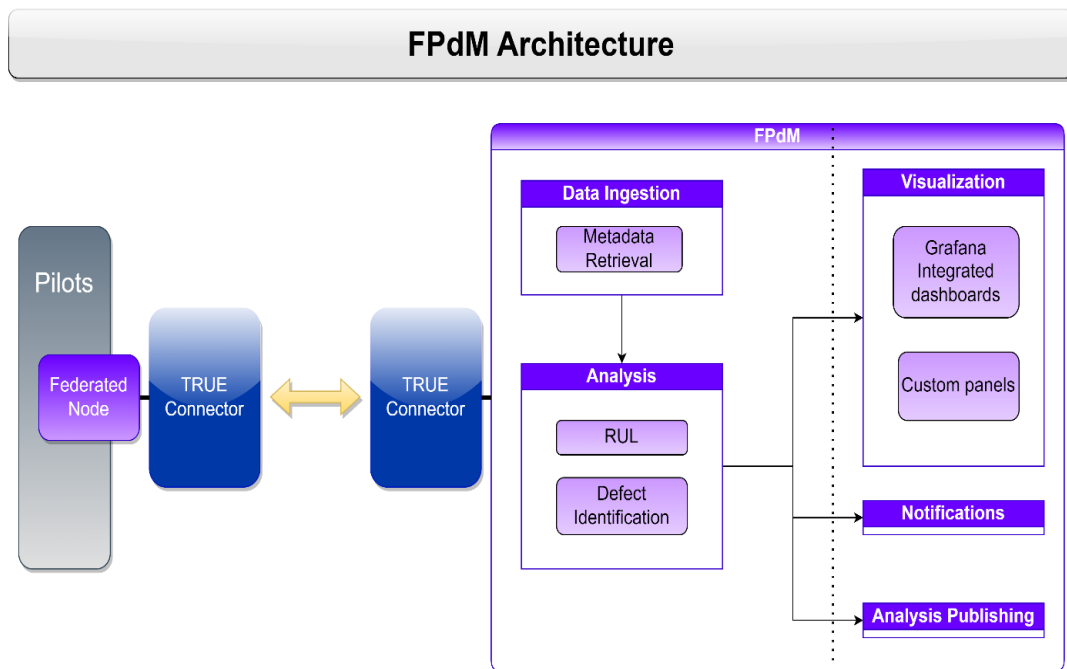 FPdM Architecture
FPdM
Pilots
Federated
Node
TRUE
Connector
TRUE
Connector
Data Ingestion
Metadata
Retrieval
Analysis
RUL
Defect
Identification
Visualization
Grafana
Integrated
dashboards
Custom panels
Notifications
Analysis Publishing